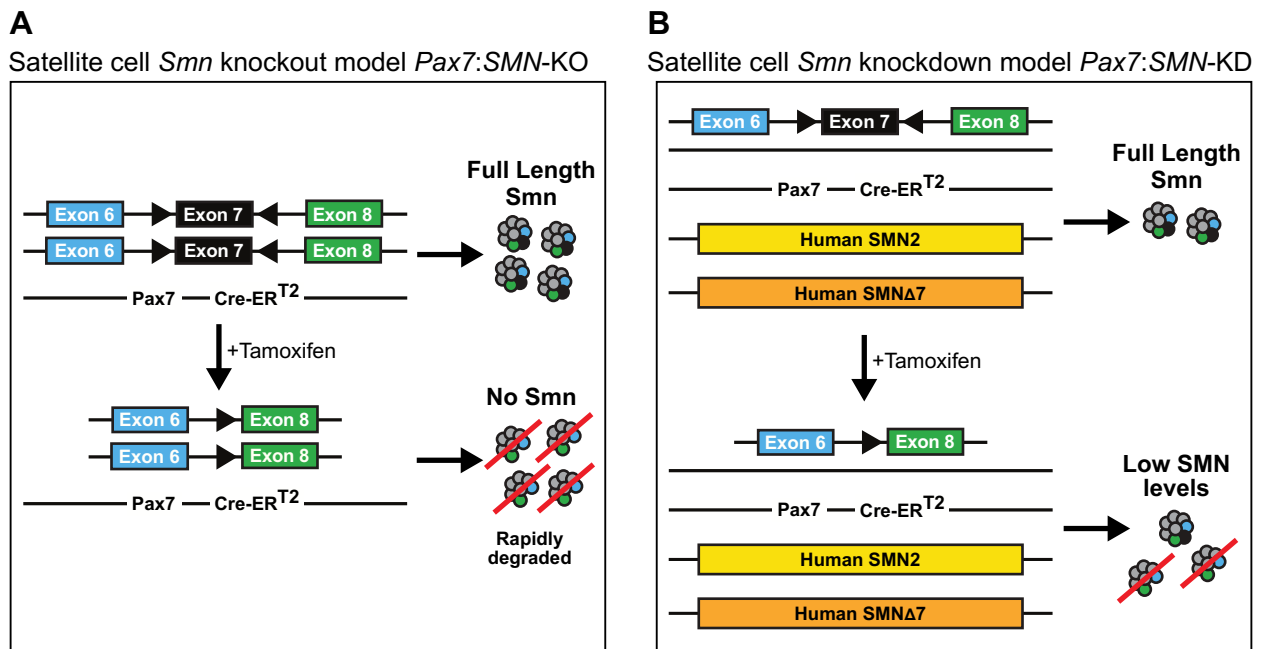 A
Satellite cell Smn knockout model Pax7:SMN-KO
Exon 6 Exon 7 Exon 8
Exon 6 Exon 7 Exon 8
Pax7 Cre-ERT2
Full Length
Smn
+Tamoxifen
Exon 6 Exon 8
Exon 6 Exon 8
Pax7 Cre-ERT2
No Smn
Rapidly
degraded
B
Satellite cell Smn knockdown model Pax7:SMN-KD
Exon 6 Exon 7 Exon 8
Pax7 Cre-ERT2
Human SMN2
Human SMNΔ7
Full Length
Smn
+Tamoxifen
Exon 6 Exon 8
Pax7 Cre-ERT2
Human SMN2
Human SMNΔ7
Low SMN
levels